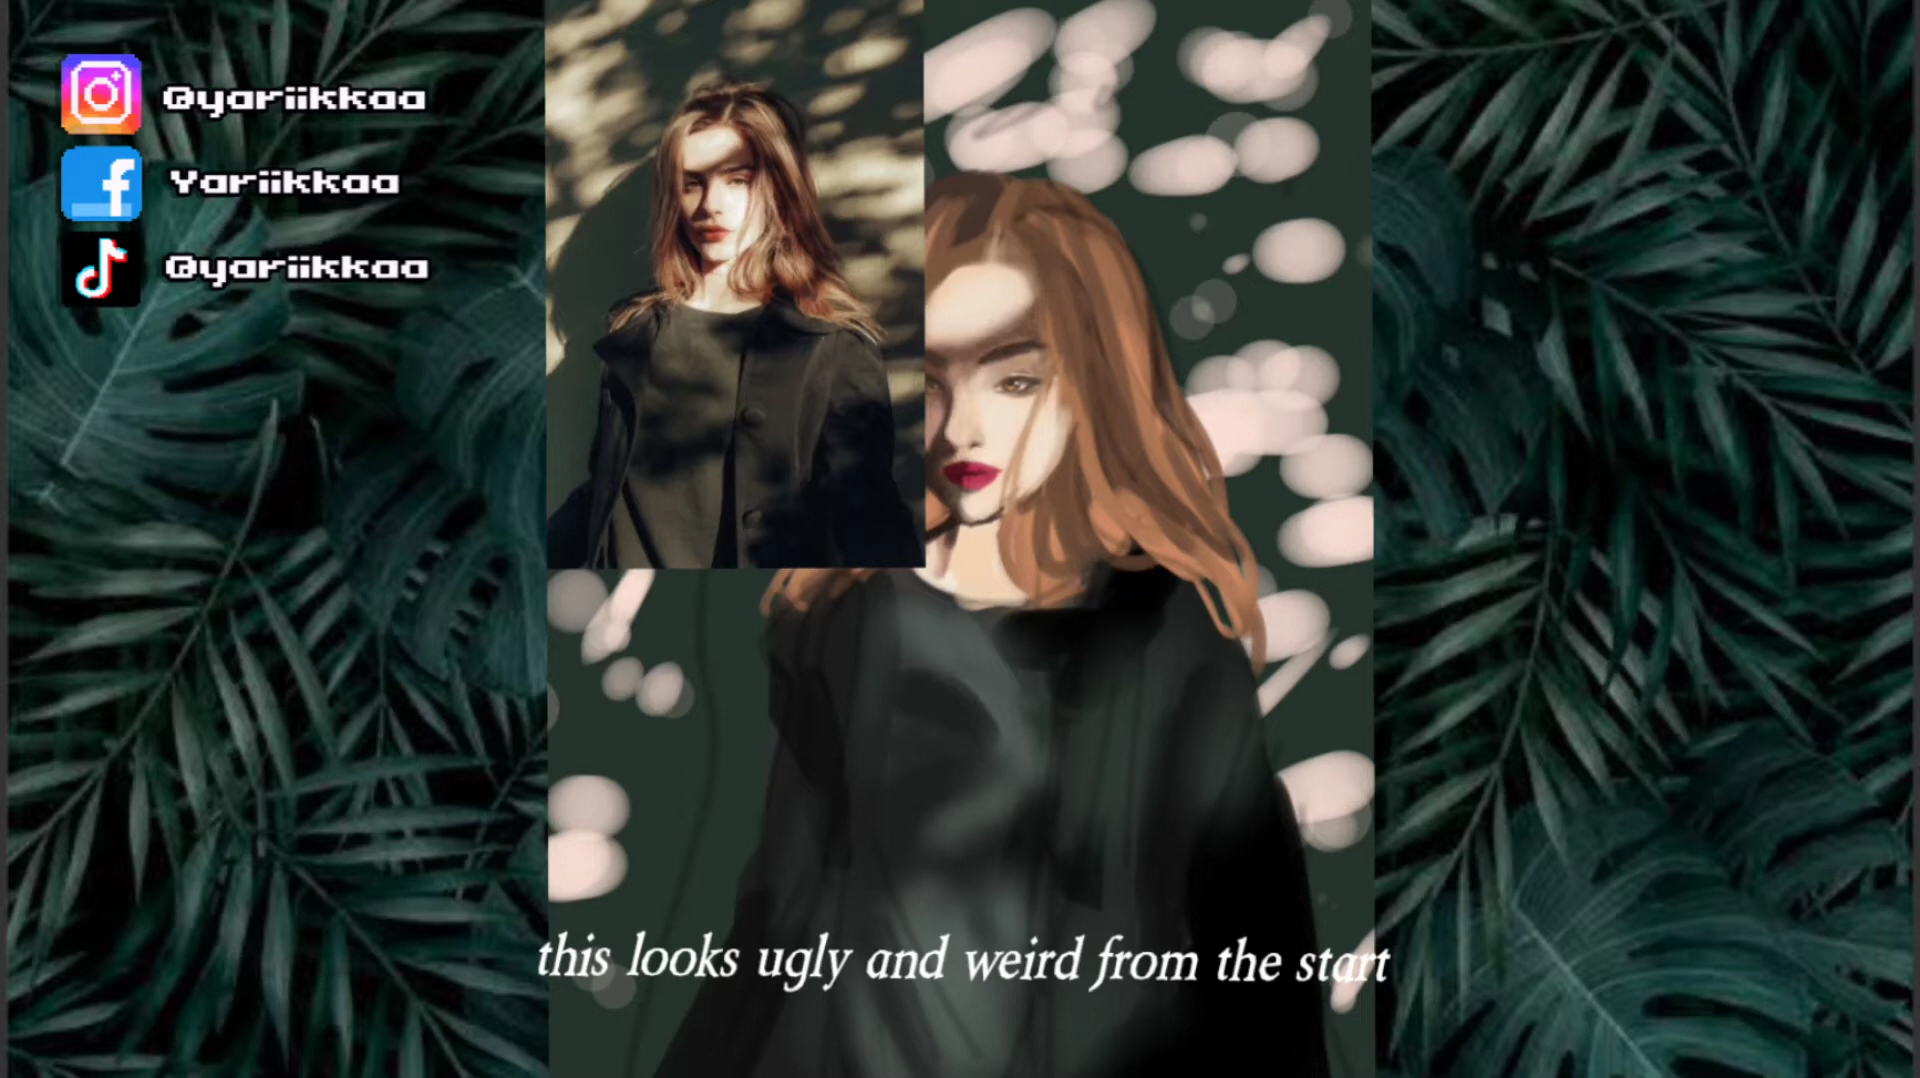 @yariikkaa
Yariikkaa
@yariikkaa
this looks ugly and weird from the start